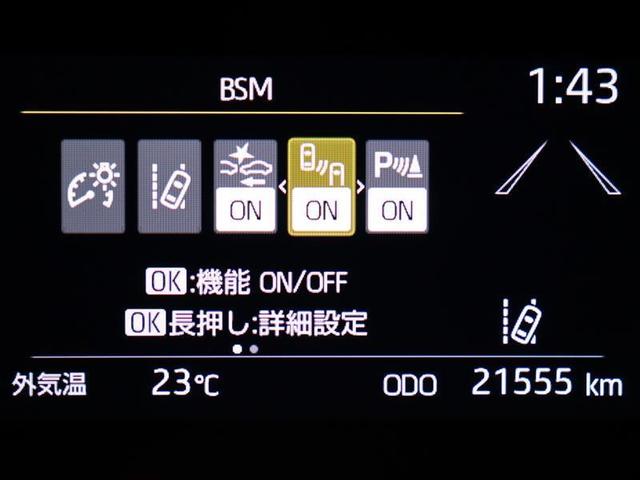 BSM 1:43
ON ON P ON
OK:機能 ON/OFF
OK長押し:詳細設定
外気温 23℃ ODO 21555 km